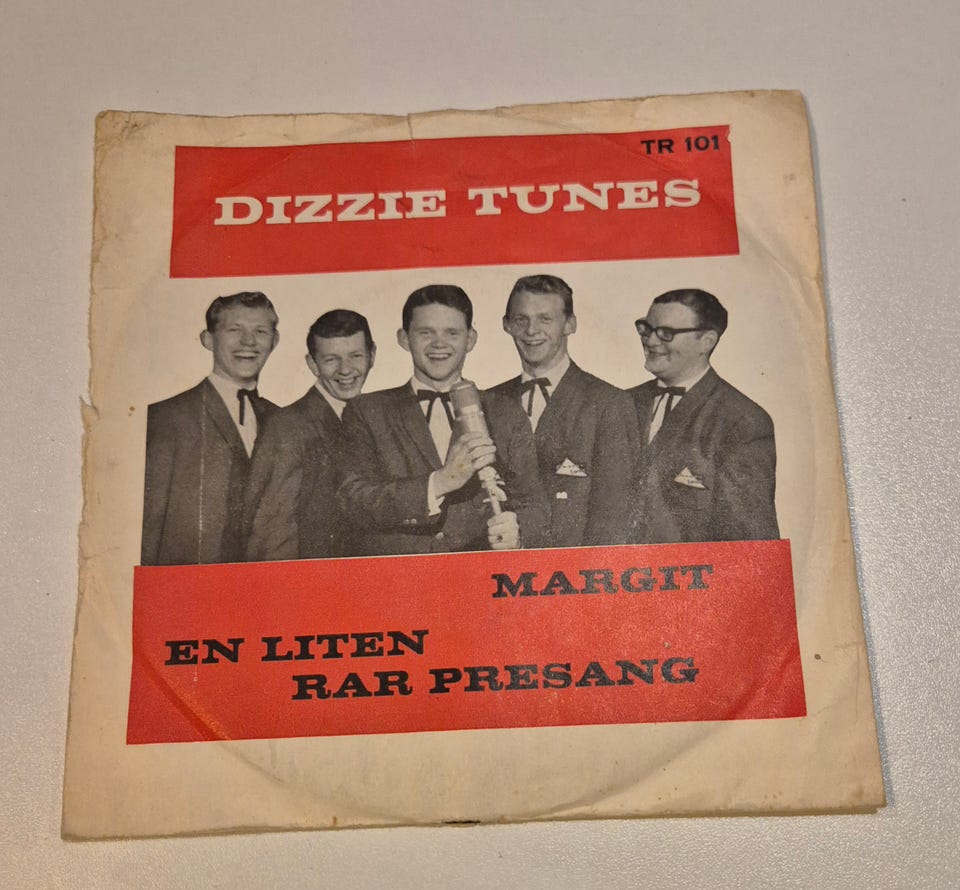 TR 101
DIZZIE TUNES
MARGIT
EN LITEN
RAR PRESANG